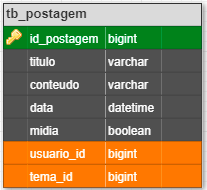 tb_postagem
id_postagem bigint
titulo varchar
conteudo varchar
data datetime
midia boolean
usuario_id bigint
tema_id bigint